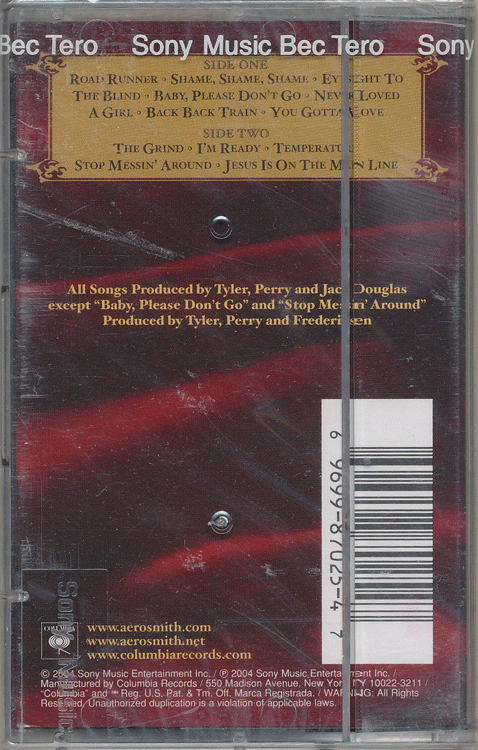 Bec Tero Sony Music Bec Tero Sony
SIDE ONE
ROAD RUNNER • SHAME, SHAME, SHAME • EYESIGHT TO
THE BLIND • BABY, PLEASE DON'T GO • NEVER LOVED
A GIRL • BACK BACK TRAIN • YOU GOTTA MOVE
SIDE TWO
THE GRIND • I'M READY • TEMPERATURE
STOP MESSIN' AROUND • JESUS IS ON THE MAIN LINE
All Songs Produced by Tyler, Perry and Jack Douglas
except "Baby, Please Don't Go" and "Stop Messin' Around"
Produced by Tyler, Perry and Frederiksen
6 9699-87025-4 7
Sony Music
COLUMBIA
www.aerosmith.com
www.aerosmith.net
www.columbiarecords.com
© 2004 Sony Music Entertainment Inc. / ℗ 2004 Sony Music Entertainment Inc. /
Manufactured by Columbia Records / 550 Madison Avenue, New York, NY 10022-3211 /
"Columbia" and Reg. U.S. Pat. & Tm. Off. Marca Registrada. / WARNING: All Rights
Reserved. Unauthorized duplication is a violation of applicable laws.